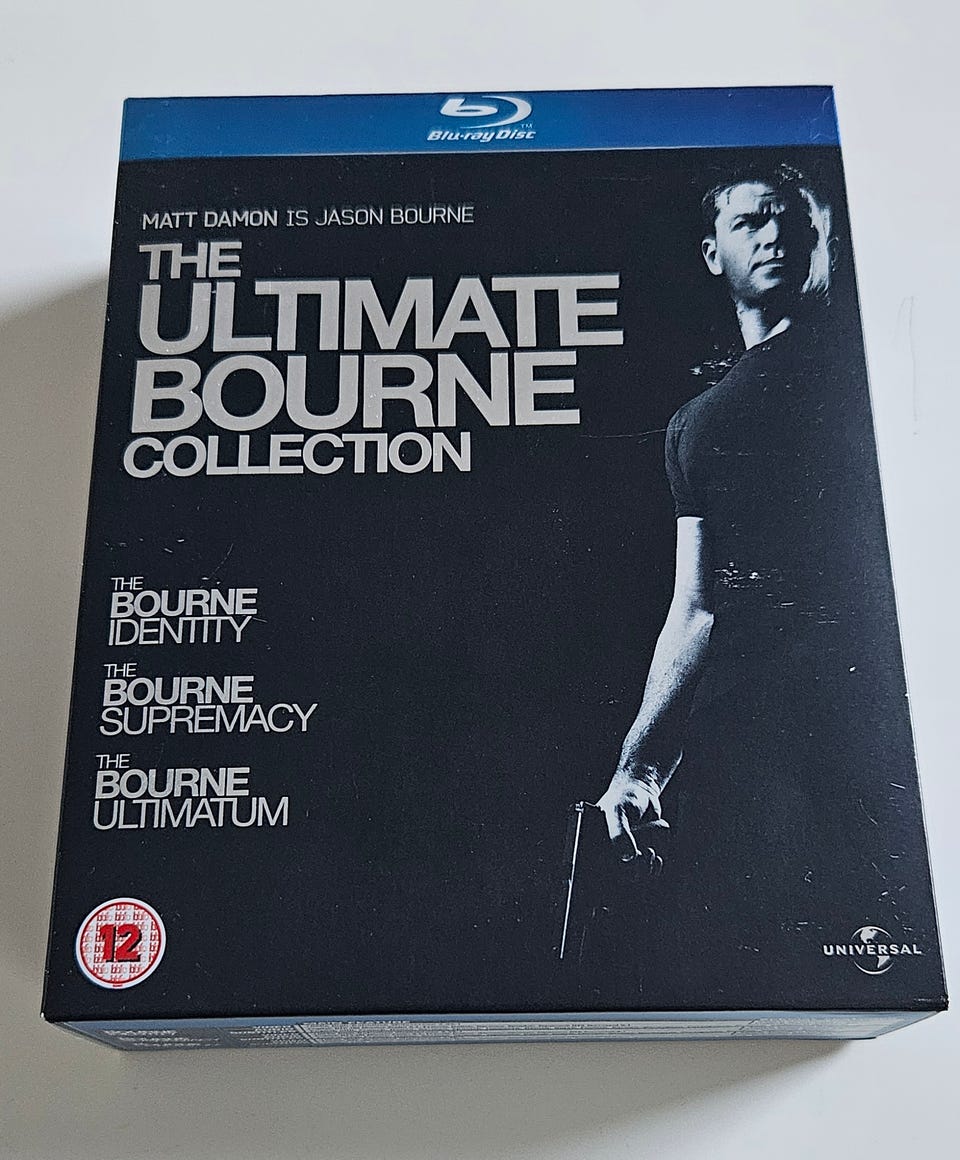 Blu-ray Disc™
MATT DAMON IS JASON BOURNE
THE
ULTIMATE
BOURNE
COLLECTION
THE
BOURNE
IDENTITY
THE
BOURNE
SUPREMACY
THE
BOURNE
ULTIMATUM
12
UNIVERSAL